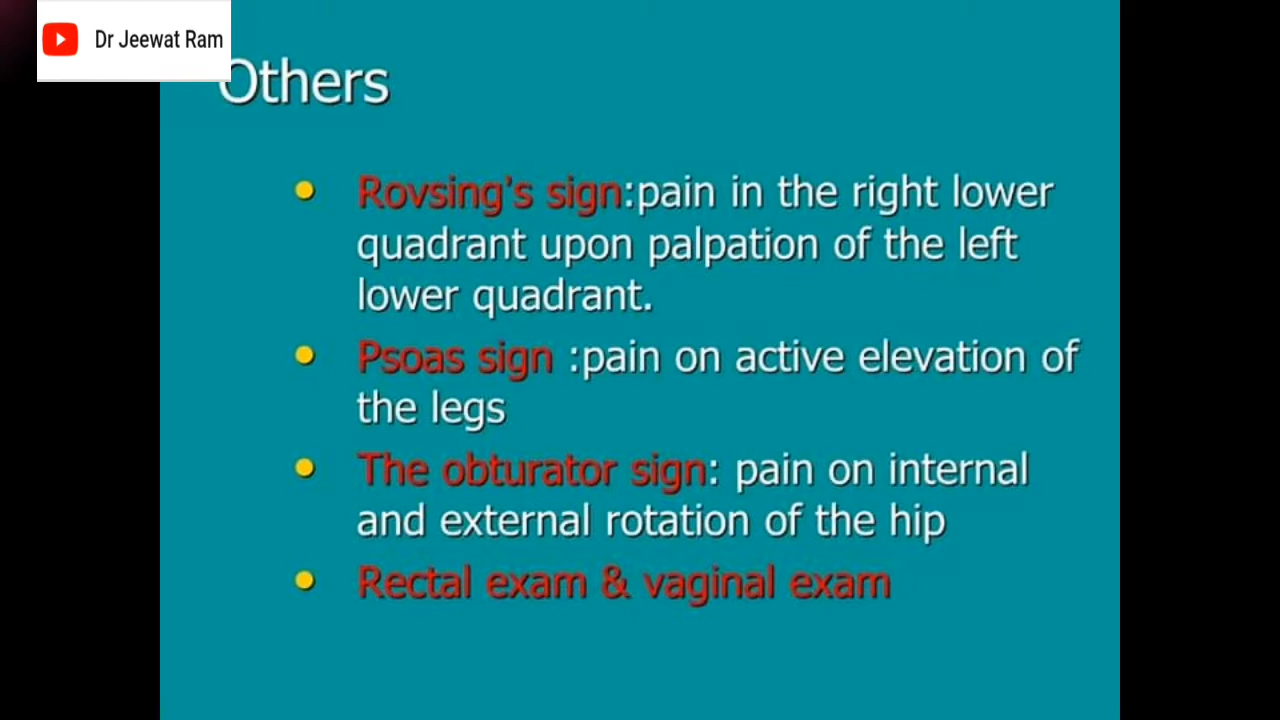 Dr Jeewat Ram
Others
Rovsing's sign:pain in the right lower
quadrant upon palpation of the left
lower quadrant.
Psoas sign :pain on active elevation of
the legs
The obturator sign: pain on internal
and external rotation of the hip
Rectal exam & vaginal exam